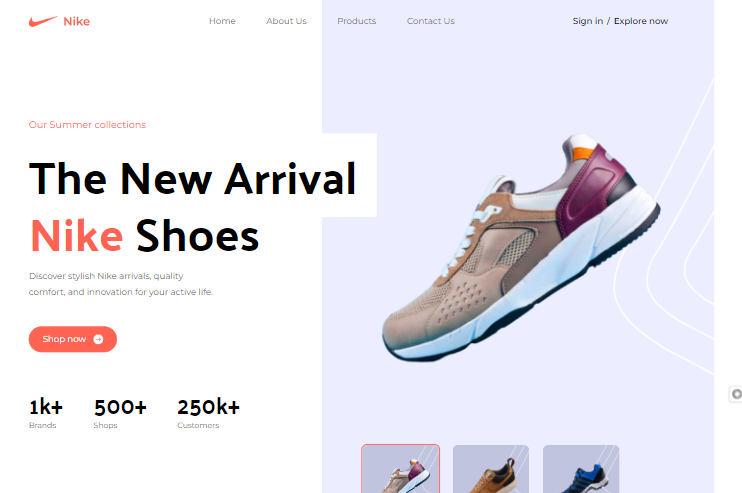 Nike
Home About Us Products Contact Us
Sign in / Explore now
Our Summer collections
The New Arrival
Nike Shoes
Discover stylish Nike arrivals, quality
comfort, and innovation for your active life.
Shop now
1k+ 500+ 250k+
Brands Shops Customers